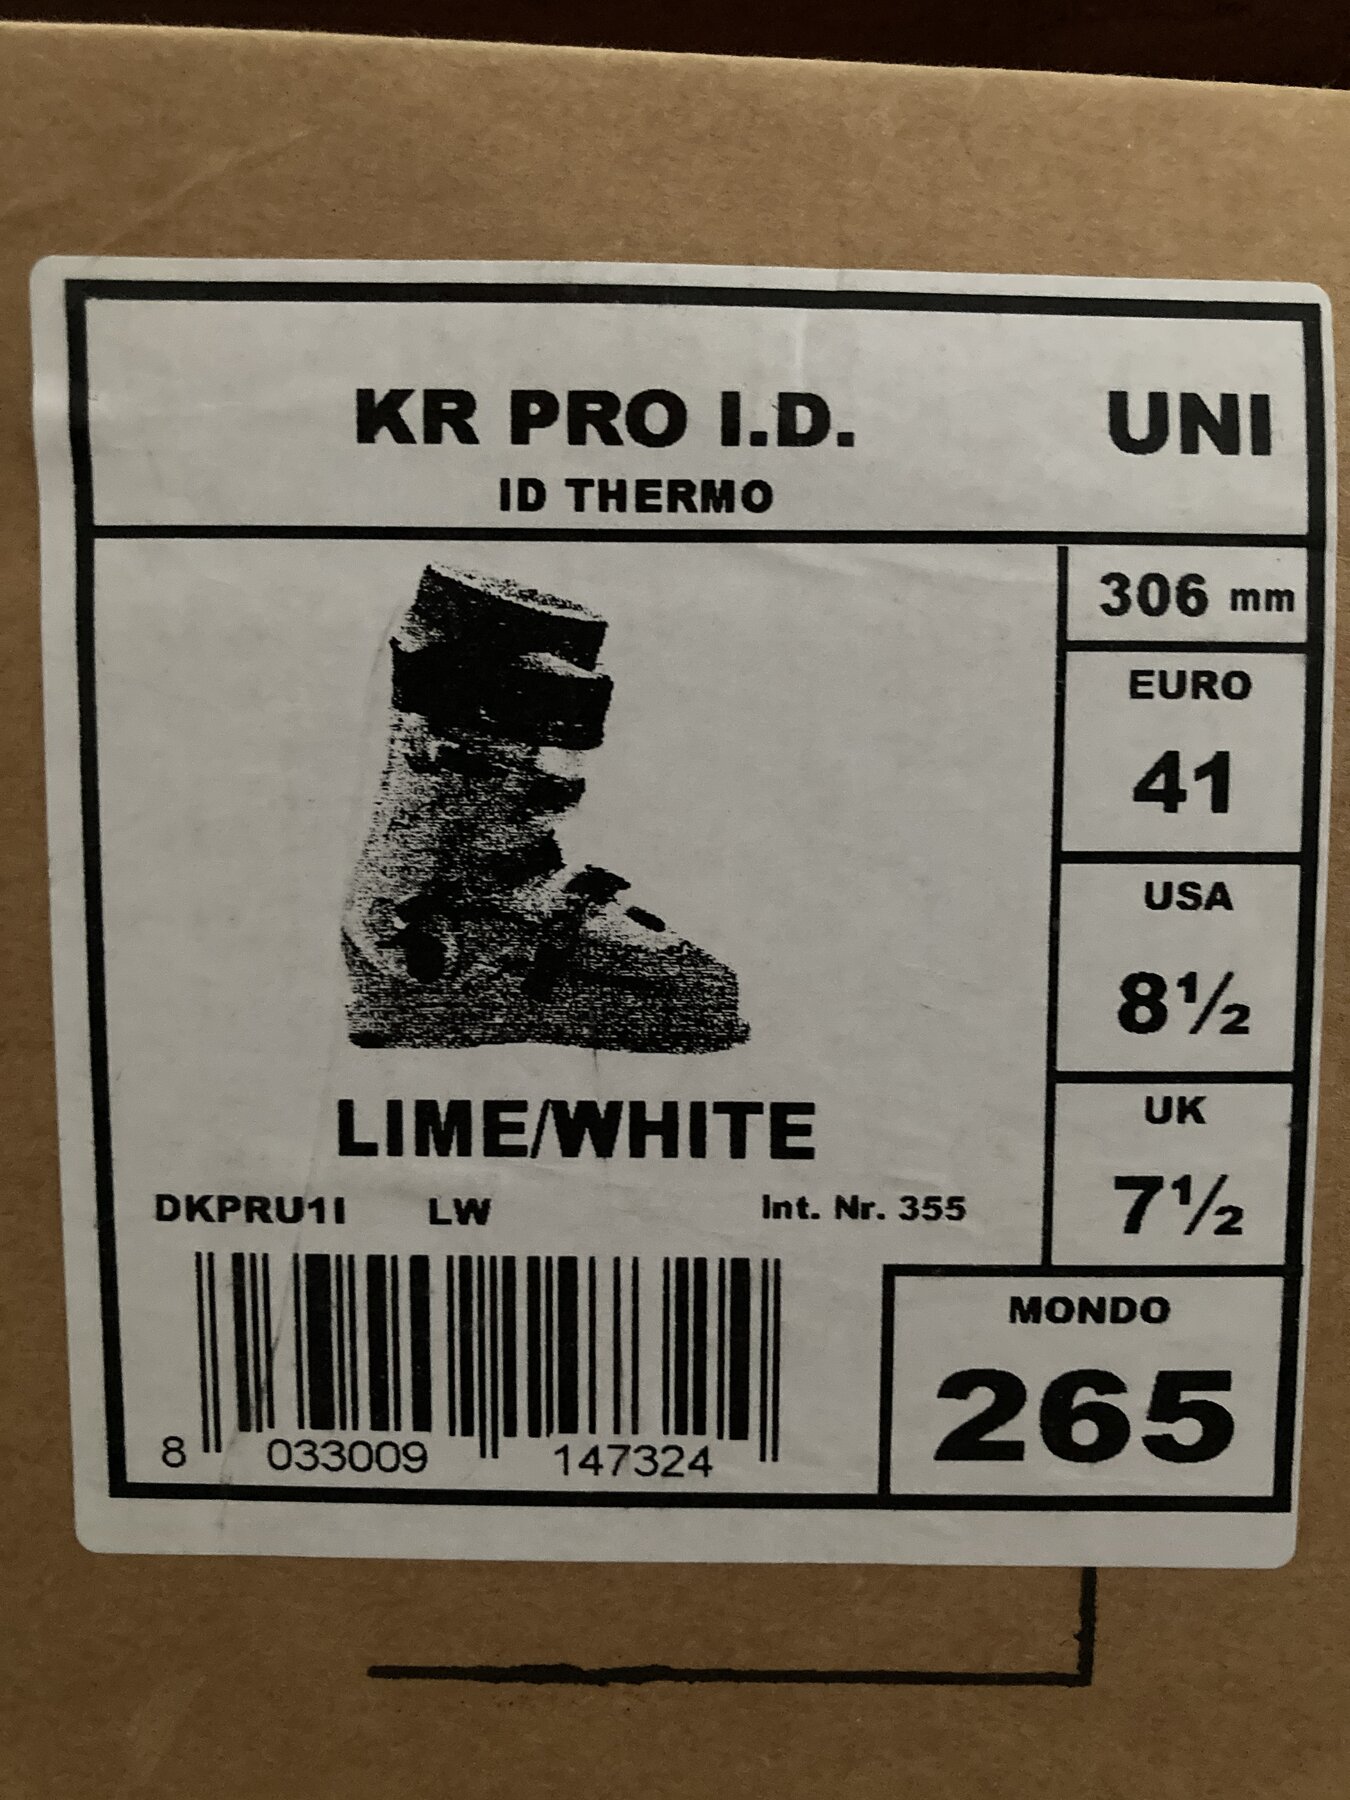 KR PRO I.D.
UNI
ID THERMO
306 mm
EURO
41
USA
8½
UK
7½
LIME/WHITE
DKPRU1I LW Int. Nr. 355
8 033009 147324
MONDO
265